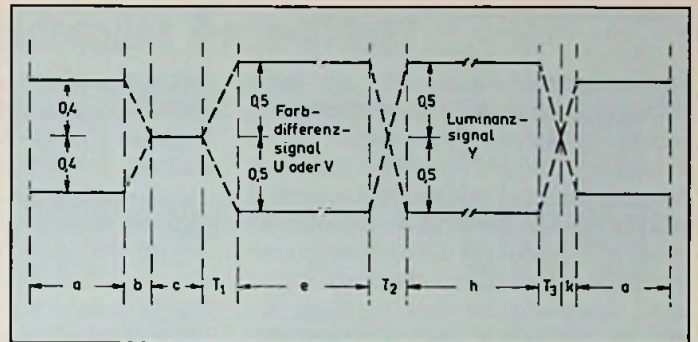 0,4
0,4
0,5
0,5
Farb-
differenz-
signal
U oder V
0,5
0,5
Luminanz-
signal
Y
a
b
c
T₁
e
T₂
h
T₃
k
a